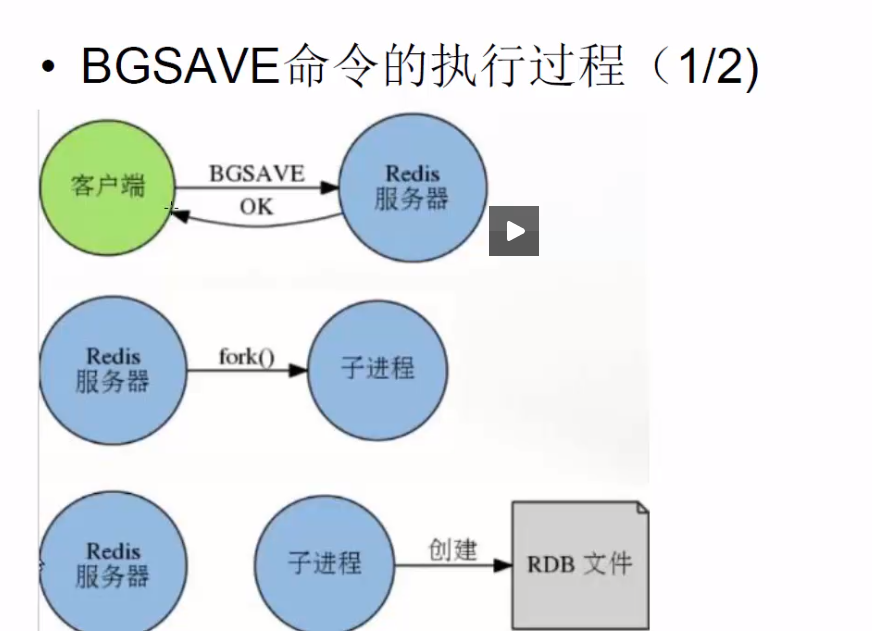 • BGSAVE命令的执行过程（1/2)
客户端
BGSAVE
OK
Redis
服务器
Redis
服务器
fork()
子进程
Redis
服务器
子进程
创建
RDB 文件